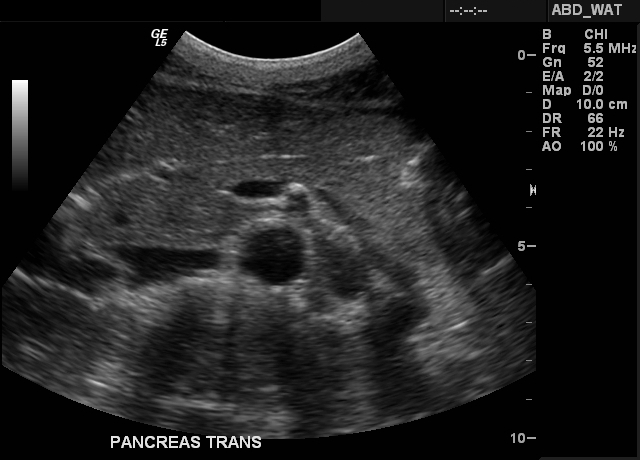 --:--:--
ABD_WAT
GE
L5
B CHI
Frq 5.5 MHz
Gn 52
E/A 2/2
Map D/0
D 10.0 cm
DR 66
FR 22 Hz
AO 100 %
0
5
10
PANCREAS TRANS